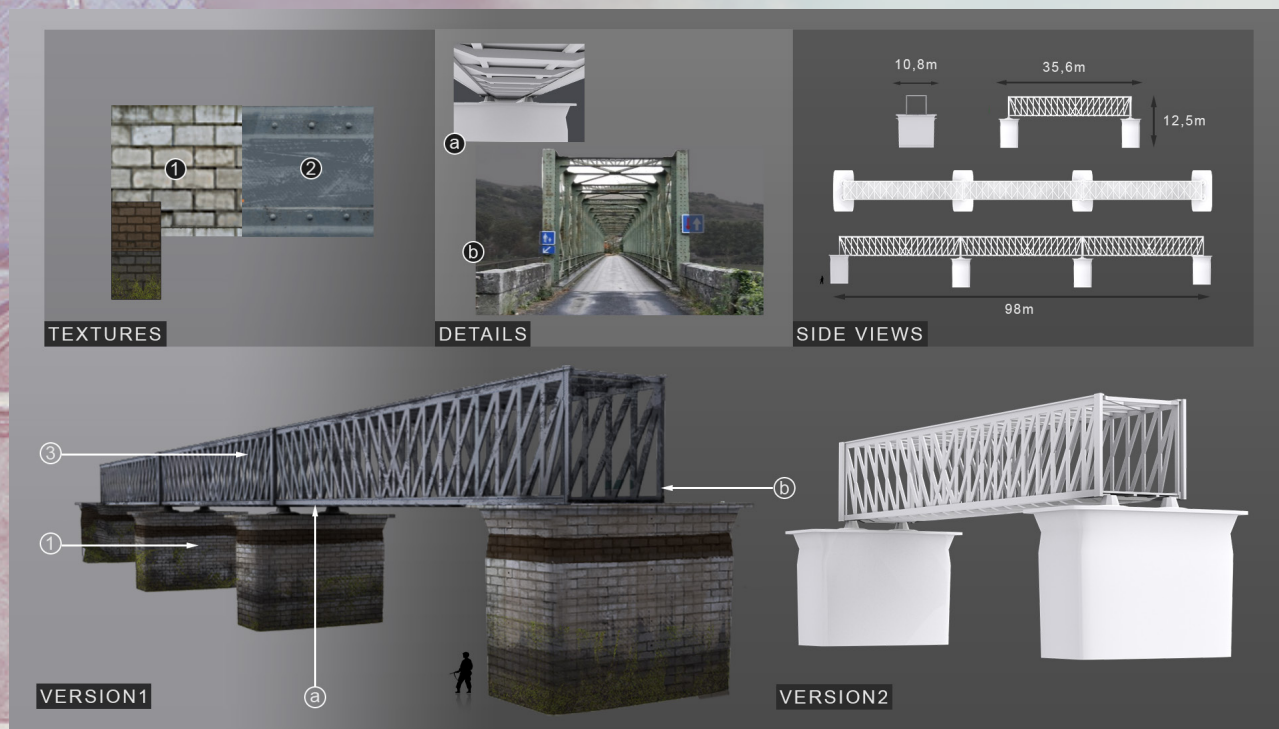 10,8m
35,6m
12,5m
1
2
a
b
98m
TEXTURES
DETAILS
SIDE VIEWS
3
b
1
a
VERSION1
VERSION2